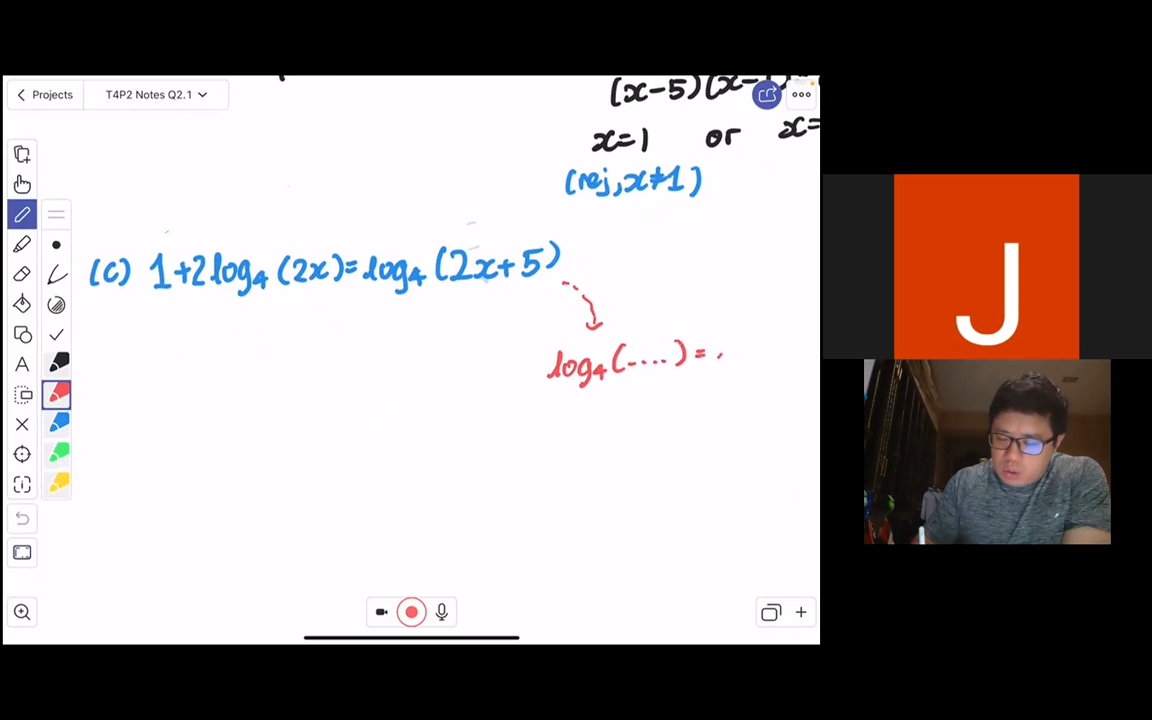 Projects
T4P2 Notes Q2.1
(x-5)(x-
x=1 or x=
(rej, x≠1)
(c) 1+2log₄(2x)=log₄(2x+5)
log₄(....)=.
A
J